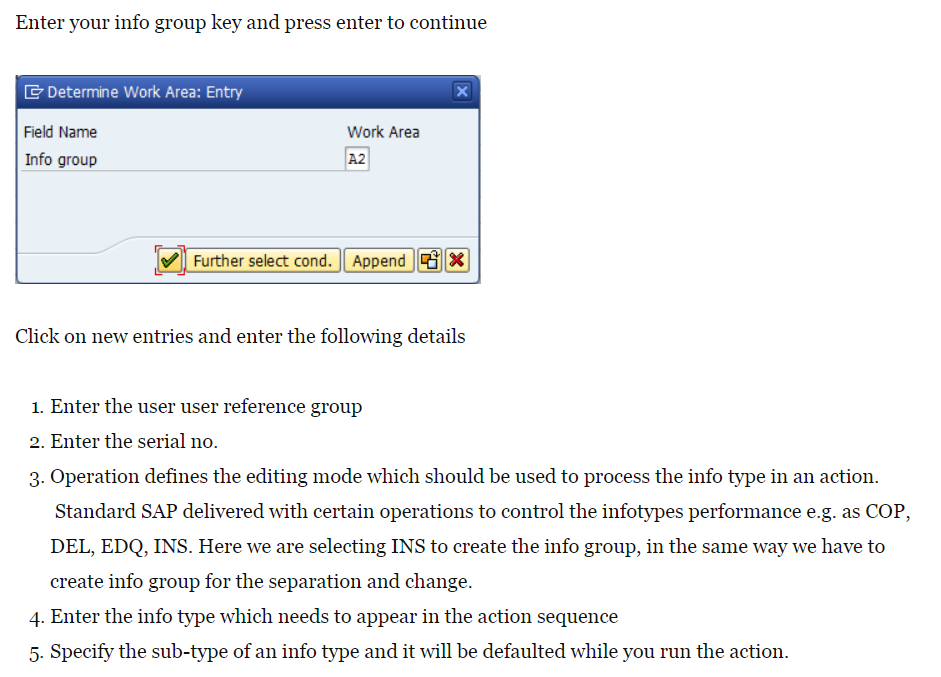 Enter your info group key and press enter to continue
Determine Work Area: Entry
Field Name Work Area
Info group A2
Further select cond. Append
Click on new entries and enter the following details
1. Enter the user user reference group
2. Enter the serial no.
3. Operation defines the editing mode which should be used to process the info type in an action.
Standard SAP delivered with certain operations to control the infotypes performance e.g. as COP,
DEL, EDQ, INS. Here we are selecting INS to create the info group, in the same way we have to
create info group for the separation and change.
4. Enter the info type which needs to appear in the action sequence
5. Specify the sub-type of an info type and it will be defaulted while you run the action.